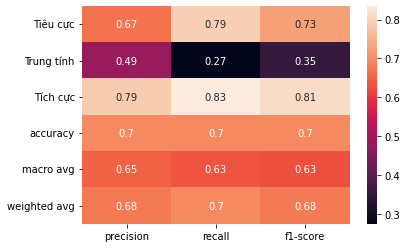 Tiêu cực 0.67 0.79 0.73
Trung tính 0.49 0.27 0.35
Tích cực 0.79 0.83 0.81
accuracy 0.7 0.7 0.7
macro avg 0.65 0.63 0.63
weighted avg 0.68 0.7 0.68
precision recall f1-score
0.8
0.7
0.6
0.5
0.4
0.3